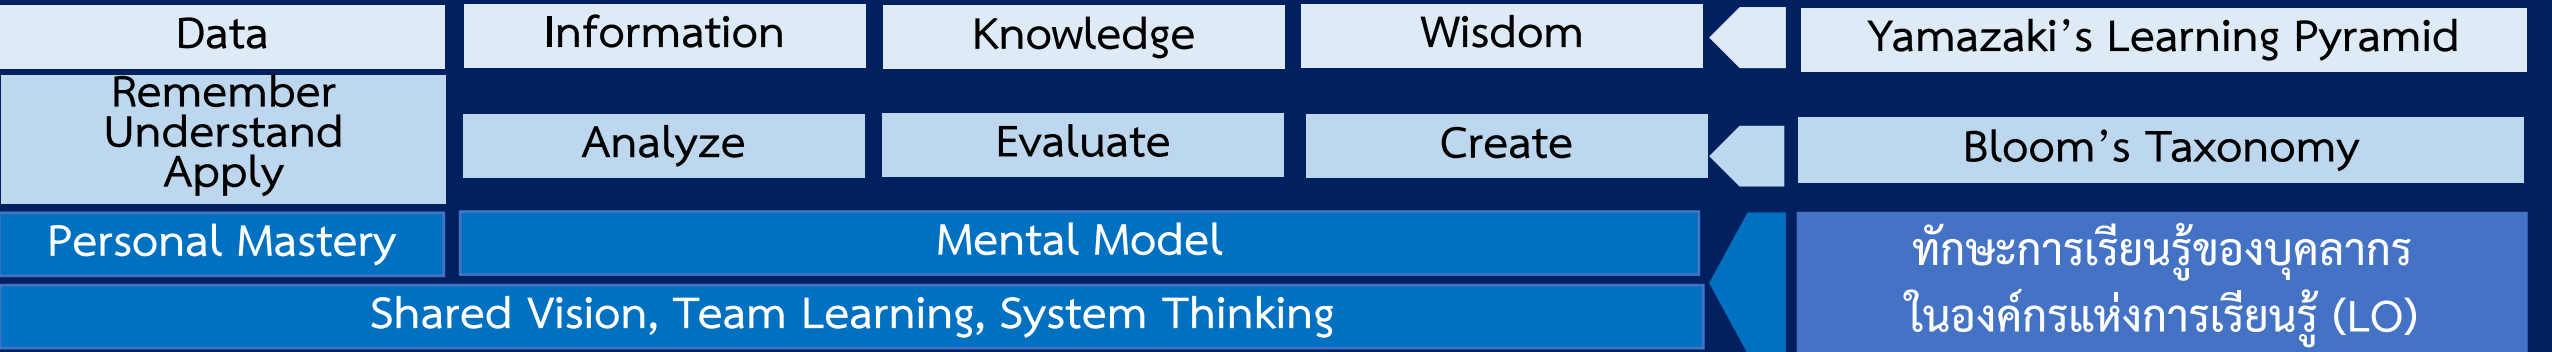 Data
Information
Knowledge
Wisdom
Yamazaki's Learning Pyramid
Remember
Understand
Apply
Analyze
Evaluate
Create
Bloom's Taxonomy
Personal Mastery
Mental Model
Shared Vision, Team Learning, System Thinking
ทักษะการเรียนรู้ของบุคลากร
ในองค์กรแห่งการเรียนรู้ (LO)